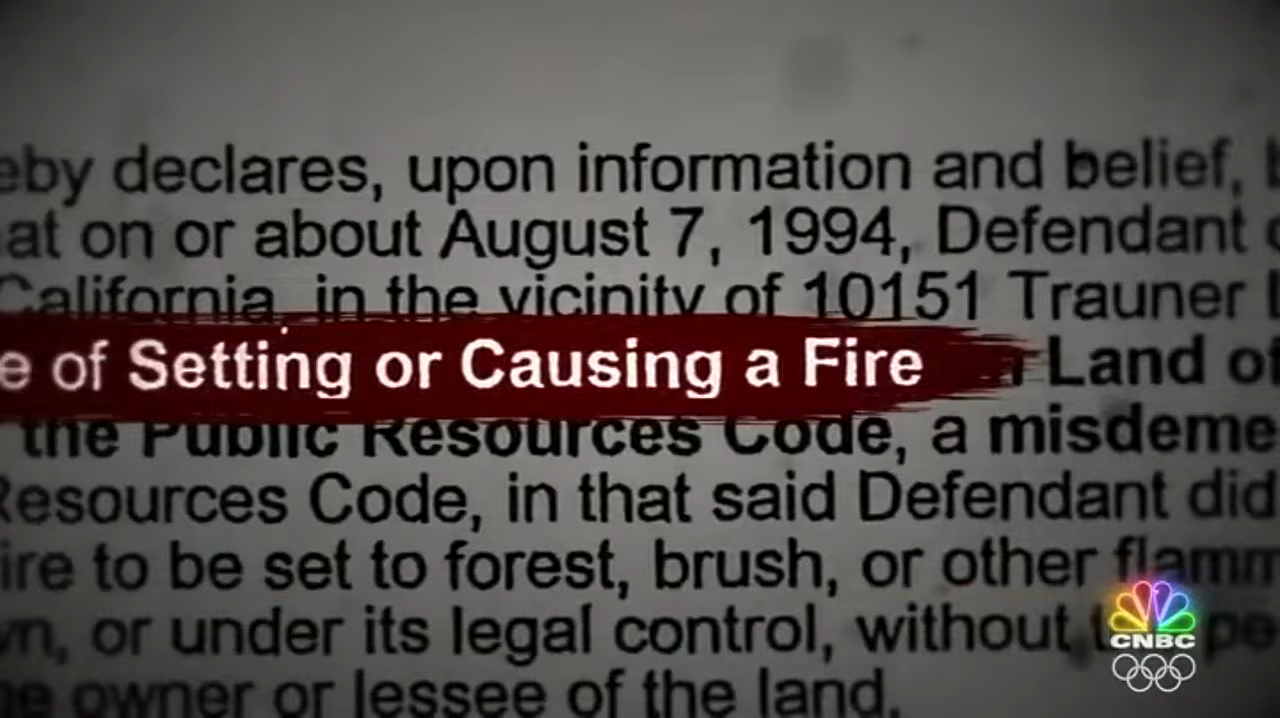 eby declares, upon information and belief, b
at on or about August 7, 1994, Defendant
California, in the vicinity of 10151 Trauner
e of Setting or Causing a Fire Land of
the Public Resources Code, a misdeme
Resources Code, in that said Defendant did
ire to be set to forest, brush, or other flamm
wn, or under its legal control, without
e owner or lessee of the land.
CNBC